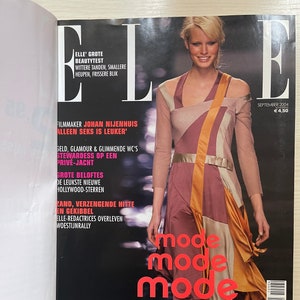 ELLE
ELLE' GROTE
BEAUTYTEST
WITTERE TANDEN, SMALLERE
HEUPEN, FRISSERE BLIK
SEPTEMBER 2004
€ 4,50
FILMMAKER JOHAN NIJENHUIS
'ALLEEN SEKS IS LEUKER'
GELD, GLAMOUR & GLIMMENDE WC'S
STEWARDESS OP EEN
PRIVÉ-JACHT
GROTE BELOFTES
DE LEUKSTE NIEUWE
HOLLYWOOD-STERREN
ZAND, VERZENGENDE HITTE
EN GEKIBBEL
ELLE-REDACTRICES OVERLEVEN
WOESTIJNRALLY
mode
mode
mode